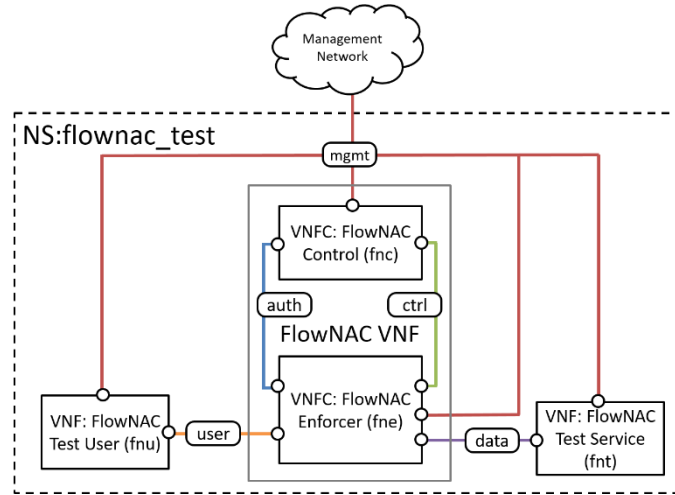 Management
Network
NS:flownac_test
mgmt
VNFC: FlowNAC
Control (fnc)
auth
ctrl
FlowNAC VNF
VNFC: FlowNAC
Enforcer (fne)
VNF: FlowNAC
Test User (fnu)
user
data
VNF: FlowNAC
Test Service
(fnt)